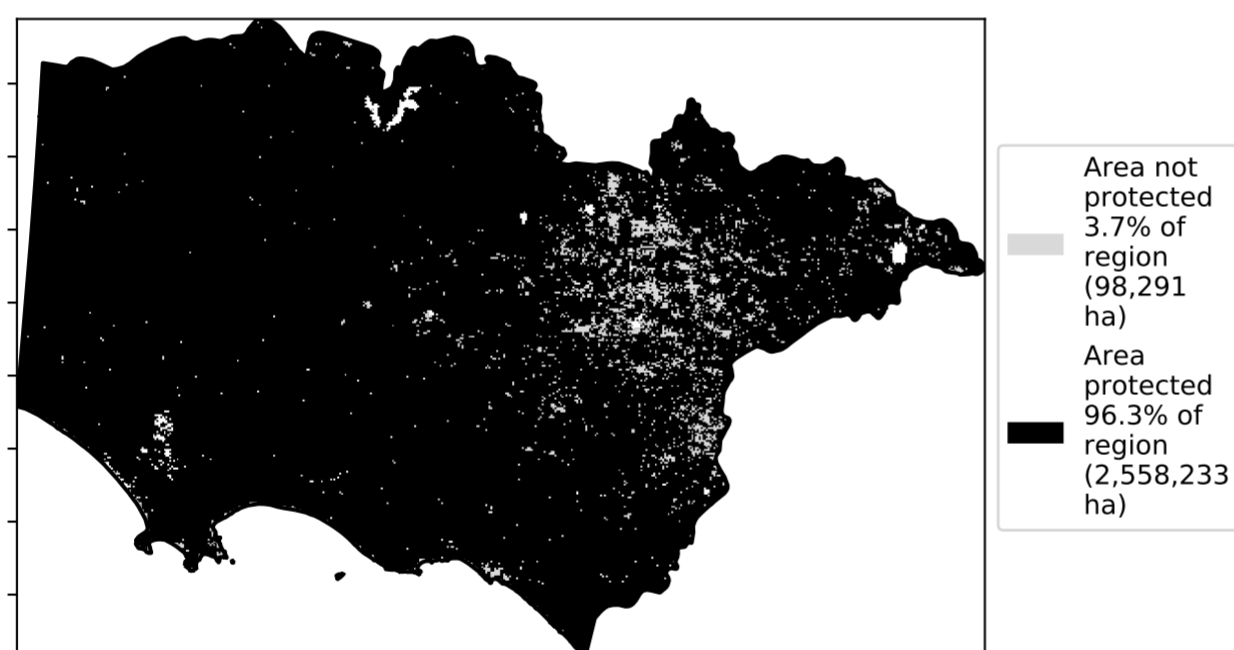 Area not
protected
3.7% of
region
(98,291
ha)
Area
protected
96.3% of
region
(2,558,233
ha)